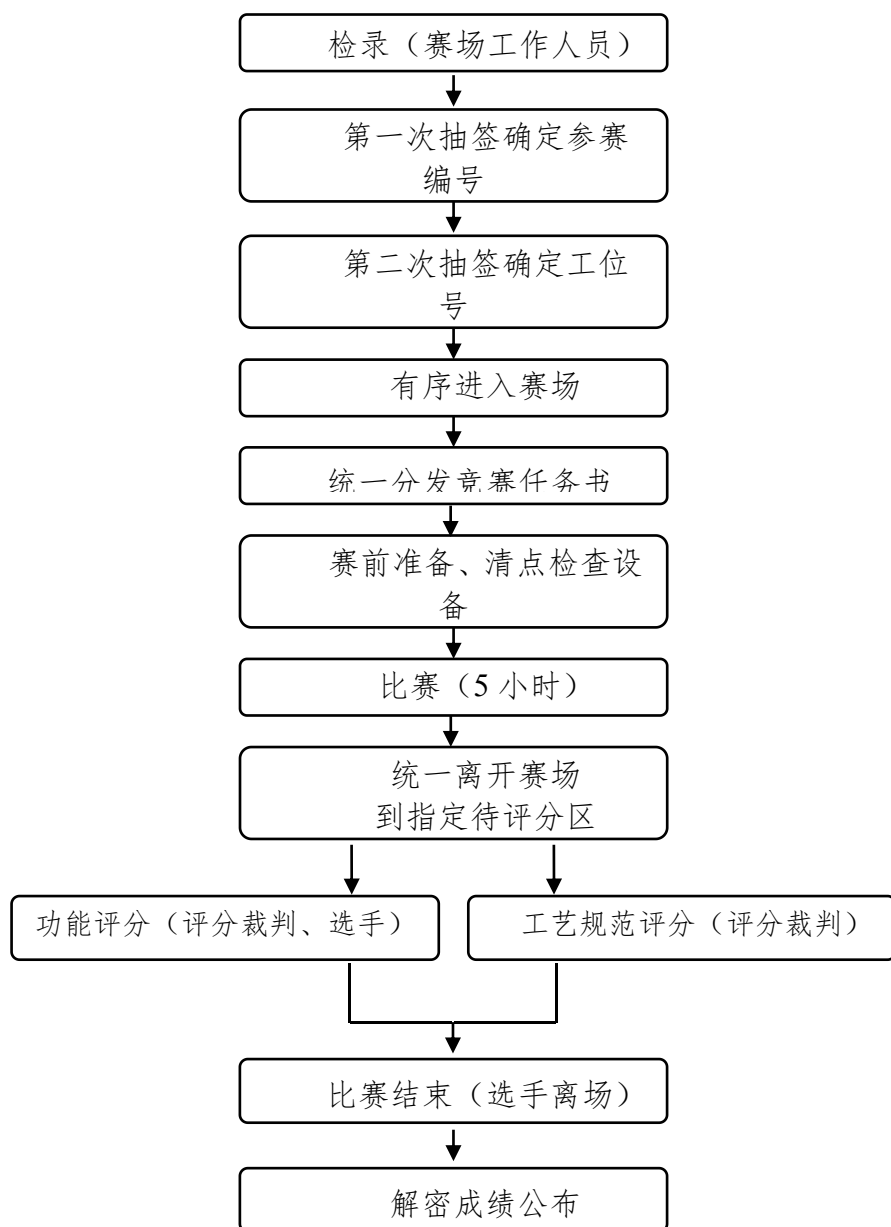 检录（赛场工作人员）
第一次抽签确定参赛
编号
第二次抽签确定工位
号
有序进入赛场
统一分发竞赛任务书
赛前准备、清点检查设
备
比赛（5 小时）
统一离开赛场
到指定待评分区
功能评分（评分裁判、选手）
工艺规范评分（评分裁判）
比赛结束（选手离场）
解密成绩公布